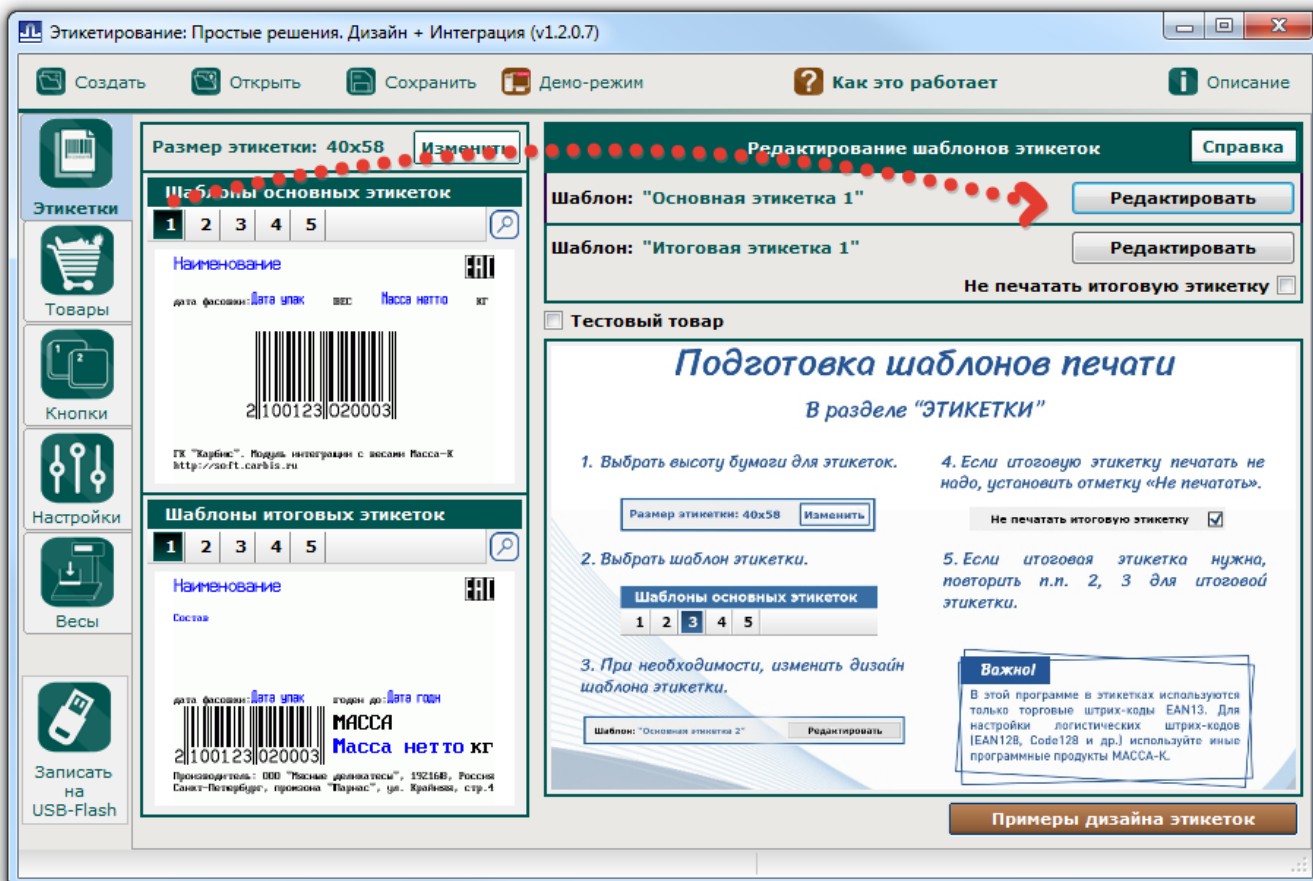 Этикетирование: Простые решения. Дизайн + Интеграция (v1.2.0.7)
Создать
Открыть
Сохранить
Демо-режим
Как это работает
Описание
Этикетки
Товары
Кнопки
Настройки
Весы
Записать
на
USB-Flash
Размер этикетки: 40x58
Изменить
Шаблоны основных этикеток
1 2 3 4 5
Наименование
EAC
дата фасовки: Дата упак ВЕС Масса нетто кг
2 100123 020003
ГК "Карбис". Модуль интеграции с весами Масса-К
http://soft.carbis.ru
Шаблоны итоговых этикеток
1 2 3 4 5
Наименование
EAC
Состав
дата фасовки: Дата упак годен до: Дата годн
МАССА
Масса нетто кг
2 100123 020003
Производитель: ООО "Мясные деликатесы", 192168, Россия
Санкт-Петербург, промзона "Парнас", ул. Крайняя, стр.4
Редактирование шаблонов этикеток
Справка
Шаблон: "Основная этикетка 1"
Редактировать
Шаблон: "Итоговая этикетка 1"
Редактировать
Не печатать итоговую этикетку
Тестовый товар
Подготовка шаблонов печати
В разделе “ЭТИКЕТКИ”
1. Выбрать высоту бумаги для этикеток.
Размер этикетки: 40x58 Изменить
2. Выбрать шаблон этикетки.
Шаблоны основных этикеток
1 2 3 4 5
3. При необходимости, изменить дизайн
шаблона этикетки.
Шаблон: "Основная этикетка 2" Редактировать
4. Если итоговую этикетку печатать не
надо, установить отметку «Не печатать».
Не печатать итоговую этикетку
5. Если итоговая этикетка нужна,
повторить п.п. 2, 3 для итоговой
этикетки.
Важно!
В этой программе в этикетках используются
только торговые штрих-коды EAN13. Для
настройки логистических штрих-кодов
(EAN128, Code128 и др.) используйте иные
программные продукты МАССА-К.
Примеры дизайна этикеток